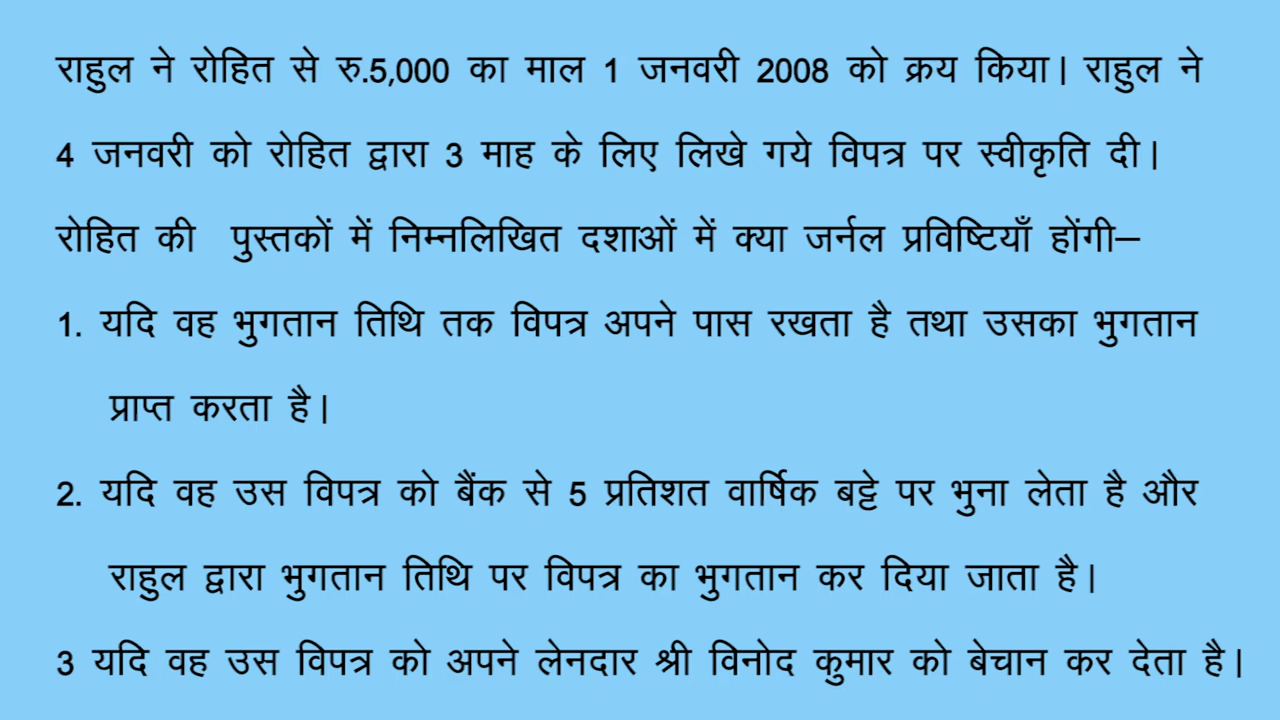 राहुल ने रोहित से रु.5,000 का माल 1 जनवरी 2008 को क्रय किया। राहुल ने
4 जनवरी को रोहित द्वारा 3 माह के लिए लिखे गये विपत्र पर स्वीकृति दी।
रोहित की पुस्तकों में निम्नलिखित दशाओं में क्या जर्नल प्रविष्टियाँ होंगी–
1. यदि वह भुगतान तिथि तक विपत्र अपने पास रखता है तथा उसका भुगतान
प्राप्त करता है।
2. यदि वह उस विपत्र को बैंक से 5 प्रतिशत वार्षिक बट्टे पर भुना लेता है और
राहुल द्वारा भुगतान तिथि पर विपत्र का भुगतान कर दिया जाता है।
3 यदि वह उस विपत्र को अपने लेनदार श्री विनोद कुमार को बेचान कर देता है।